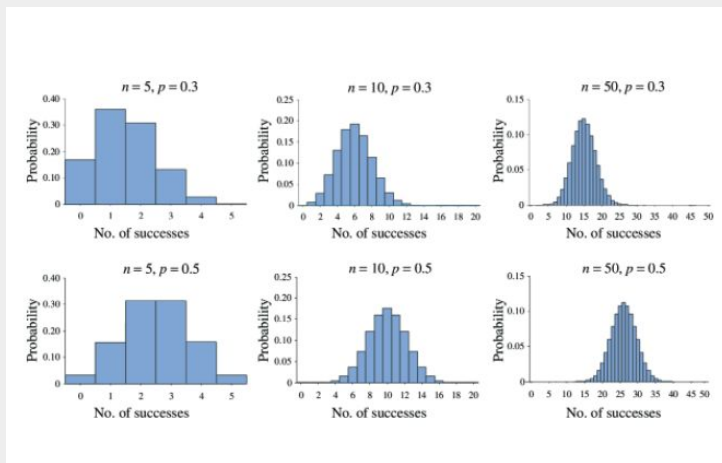 n = 5, p = 0.3
0.40
0.30
0.20
0.10
0
Probability
0 1 2 3 4 5
No. of successes
n = 10, p = 0.3
0.25
0.20
0.15
0.10
0.05
0
Probability
0 2 4 6 8 10 12 14 16 18 20
No. of successes
n = 50, p = 0.3
0.15
0.10
0.05
0
Probability
0 5 10 15 20 25 30 35 40 45 50
No. of successes
n = 5, p = 0.5
0.40
0.30
0.20
0.10
0
Probability
0 1 2 3 4 5
No. of successes
n = 10, p = 0.5
0.25
0.20
0.15
0.10
0.05
0
Probability
0 2 4 6 8 10 12 14 16 18 20
No. of successes
n = 50, p = 0.5
0.15
0.10
0.05
0
Probability
0 5 10 15 20 25 30 35 40 45 50
No. of successes